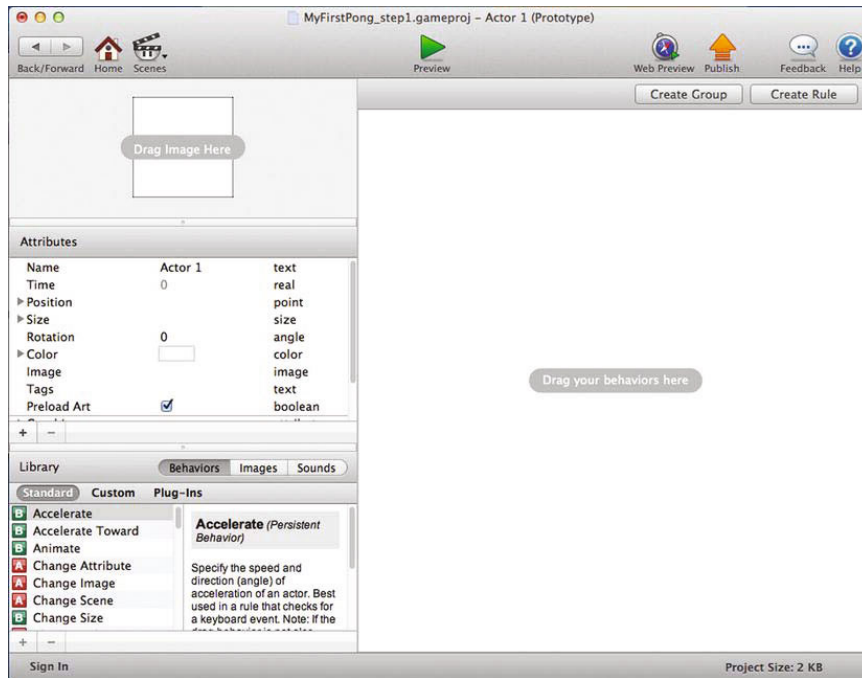 MyFirstPong_step1.gameproj – Actor 1 (Prototype)
Back/Forward Home Scenes Preview Web Preview Publish Feedback Help
Create Group Create Rule
Drag Image Here
Attributes
Name Actor 1 text
Time 0 real
Position point
Size size
Rotation 0 angle
Color color
Image image
Tags text
Preload Art boolean
Drag your behaviors here
+ −
Library Behaviors Images Sounds
Standard Custom Plug-Ins
B Accelerate
B Accelerate Toward
B Animate
A Change Attribute
A Change Image
A Change Scene
B Change Size
Accelerate (Persistent
Behavior)
Specify the speed and
direction (angle) of
acceleration of an actor. Best
used in a rule that checks for
a keyboard event. Note: If the
+ −
Sign In Project Size: 2 KB